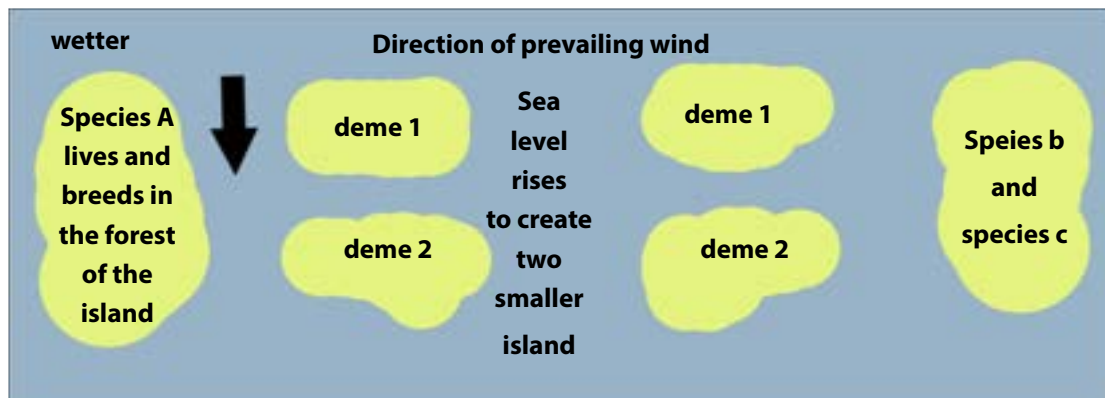 wetter
Direction of prevailing wind
Species A
lives and
breeds in
the forest
of the
island
deme 1
deme 2
Sea
level
rises
to create
two
smaller
island
deme 1
deme 2
Speies b
and
species c